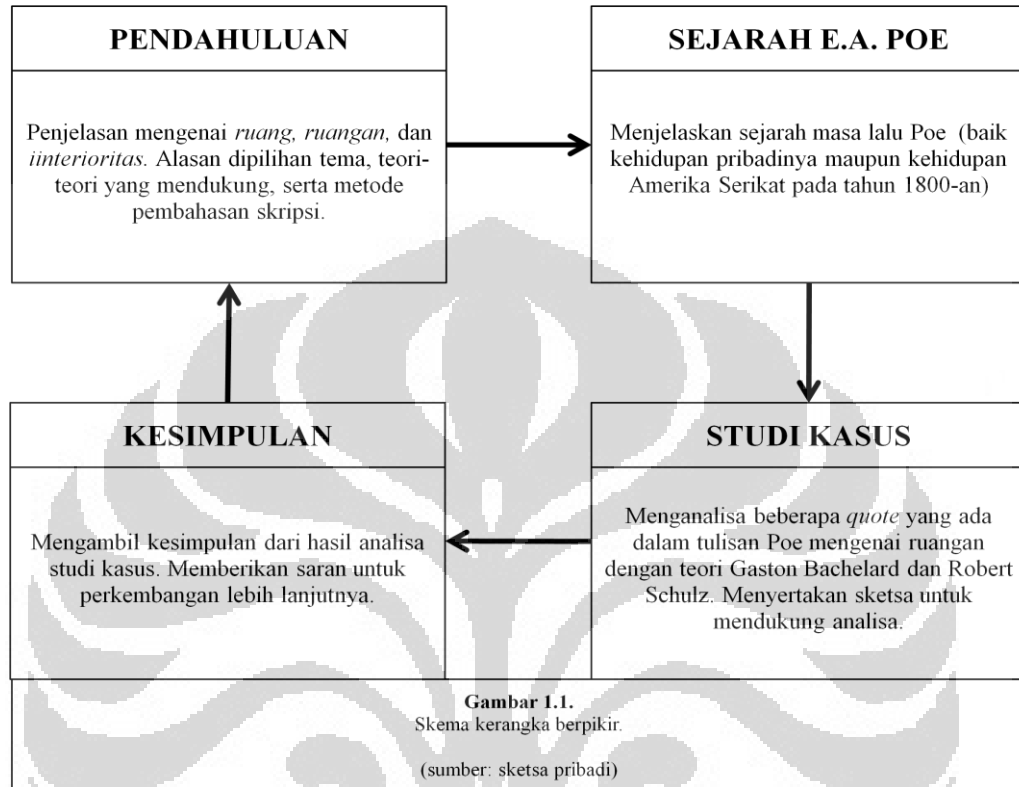 PENDAHULUAN
Penjelasan mengenai ruang, ruangan, dan
iinterioritas. Alasan dipilihan tema, teori-
teori yang mendukung, serta metode
pembahasan skripsi.
SEJARAH E.A. POE
Menjelaskan sejarah masa lalu Poe (baik
kehidupan pribadinya maupun kehidupan
Amerika Serikat pada tahun 1800-an)
KESIMPULAN
Mengambil kesimpulan dari hasil analisa
studi kasus. Memberikan saran untuk
perkembangan lebih lanjutnya.
STUDI KASUS
Menganalisa beberapa quote yang ada
dalam tulisan Poe mengenai ruangan
dengan teori Gaston Bachelard dan Robert
Schulz. Menyertakan sketsa untuk
mendukung analisa.
Gambar 1.1.
Skema kerangka berpikir.
(sumber: sketsa pribadi)